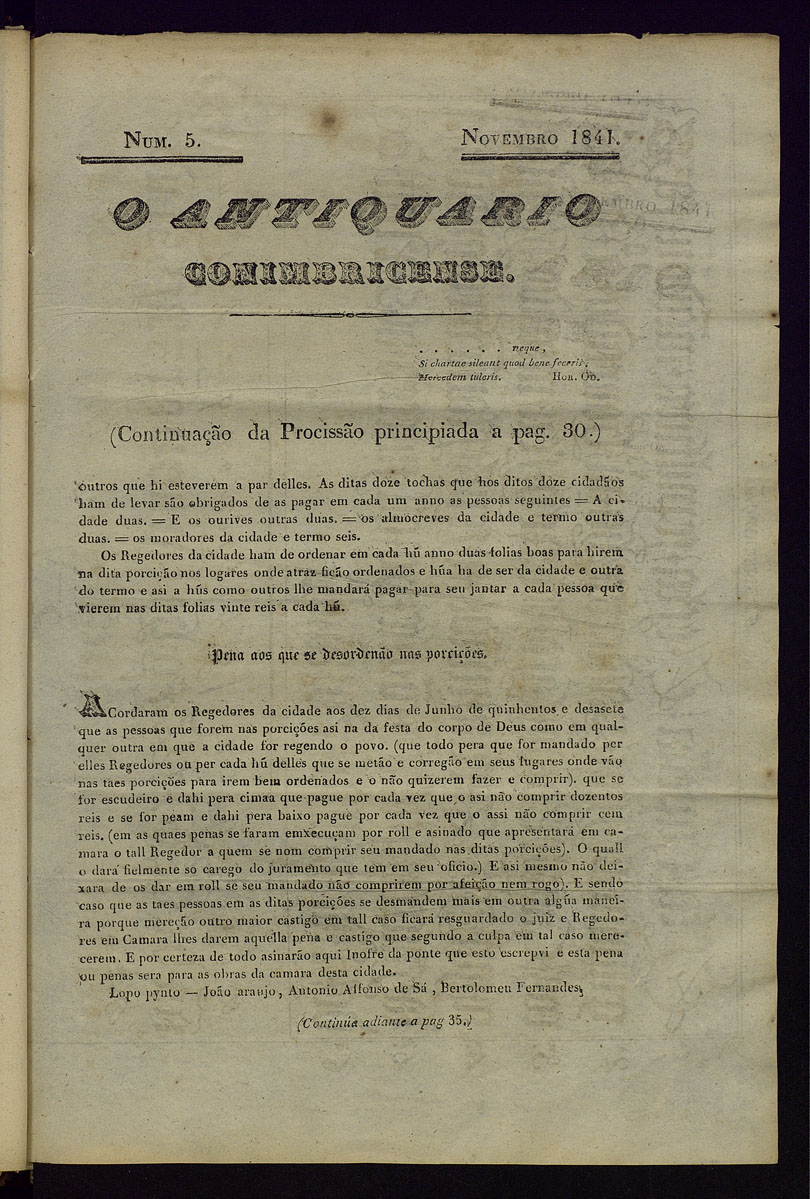 NUM. 5.
NOVEMBRO 1841.
O ANTIQUARIO
CONIMBRICENSE.
. . . . . . neque,
Si chartae sileant quod bene feceris,
Mercedem tuleris. HOR. OD.
(Continuação da Procissão principiada a pag. 30.)
outros que hi esteverem a par delles. As ditas doze tochas que hos ditos doze cidadãos
ham de levar são obrigados de as pagar em cada um anno as pessoas seguintes = A ci-
dade duas. = E os ourives outras duas. = os almocreves da cidade e termo outras
duas. = os moradores da cidade e termo seis.
Os Regedores da cidade ham de ordenar em cada hũ anno duas folias boas para hirem
na dita porcição nos logares onde atraz ficão ordenados e hũa ha de ser da cidade e outra
do termo e asi a hũs como outros lhe mandará pagar para seu jantar a cada pessoa que
vierem nas ditas folias vinte reis a cada hũ.
Pena aos que se desordenão nas porcições.
ACordaram os Regedores da cidade aos dez dias de Junho de quinhentos e desasete
que as pessoas que forem nas porcições asi na da festa do corpo de Deus como em qual-
quer outra em que a cidade for regendo o povo. (que todo pera que for mandado per
elles Regedores ou per cada hũ delles que se metão e corregão em seus lugares onde vão
nas taes porcições para irem bem ordenados e o não quizerem fazer e comprir). que se
for escudeiro e dahi pera cimaa que pague por cada vez que o asi não comprir dozentos
reis e se for peam e dahi pera baixo pague por cada vez que o assi não comprir cem
reis. (em as quaes penas se faram emxecuçam por roll e asinado que apresentará em ca-
mara o tall Regedor a quem se nom comprir seu mandado nas ditas porcições). O quall
o dará fielmente so carego do juramento que tem em seu oficio.) E asi mesmo não dei-
xara de os dar em roll se seu mandado não comprirem por afeição nem rogo). E sendo
caso que as taes pessoas em as ditas porcições se desmandem mais em outra algũa manei-
ra porque mereção outro maior castigo em tall caso ficará resguardado o juiz e Regedo-
res em Camara lhes darem aquella pena e castigo que segundo a culpa em tal caso mere-
cerem. E por certeza de todo asinarão aqui Inofre da ponte que esto escrepvi e esta pena
ou penas sera para as obras da camara desta cidade.
Lopo pynto — João araujo, Antonio Affonso de Sá, Bertolomeu Fernandes,
(Continúa adiante a pag 35.)